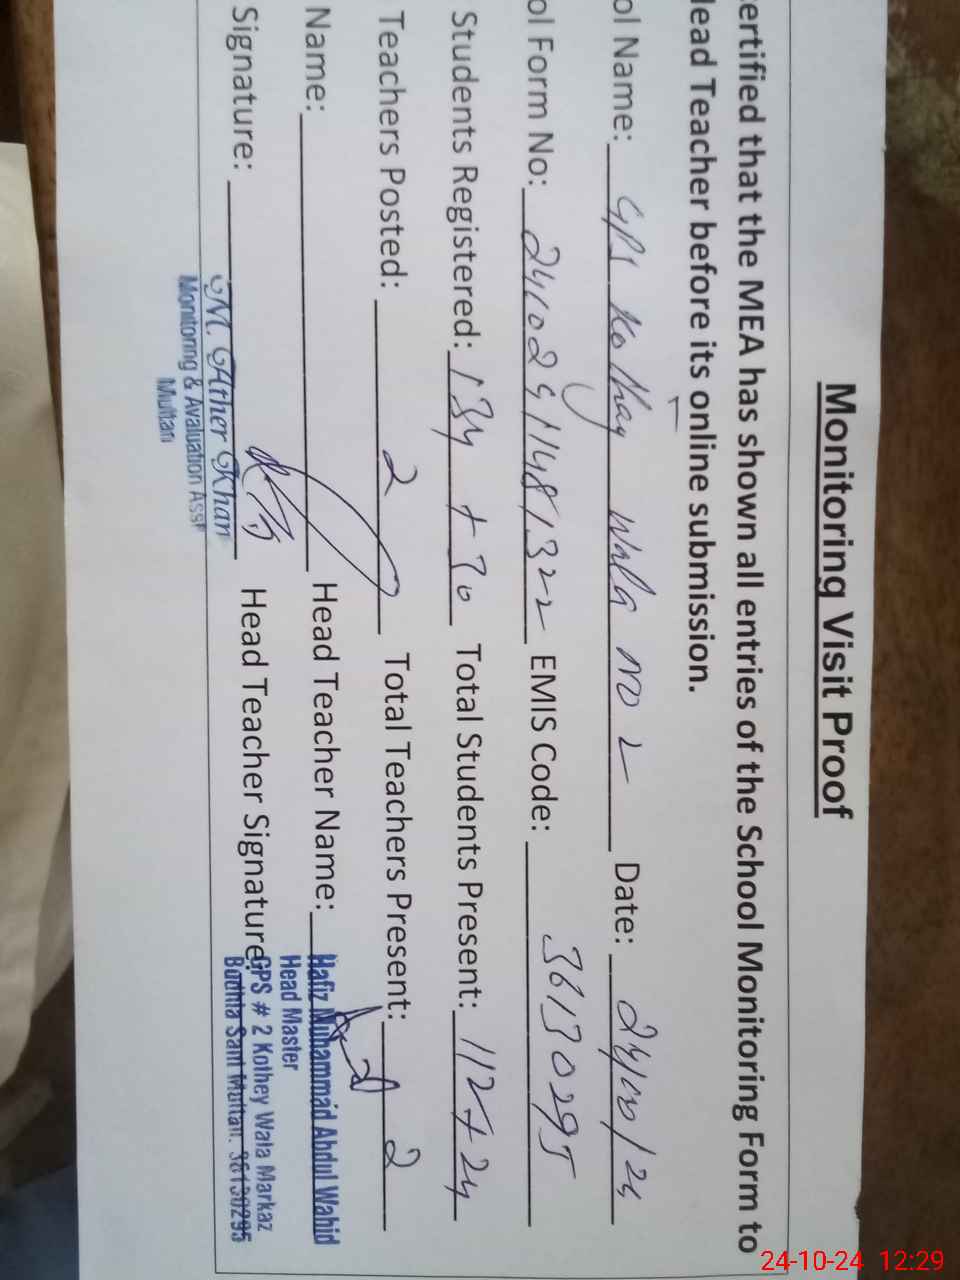 Monitoring Visit Proof
ertified that the MEA has shown all entries of the School Monitoring Form to
lead Teacher before its online submission.
ol Name: GPS Kothay Wala no 2 Date: 24/10/24
ol Form No: EMIS Code: 36130295
Students Registered: 134 + 70 Total Students Present: 112 + 24
Teachers Posted: 2 Total Teachers Present: 2
Name: Head Teacher Name: Hafiz Muhammad Abdul Wahid
Head Master
Signature: Head Teacher Signature: GPS # 2 Kothey Wala Markaz
Budhla Sant Multan. 36130295
M. Ather Khan
Monitoring & Avaluation Asst
Multan
24-10-24 12:29